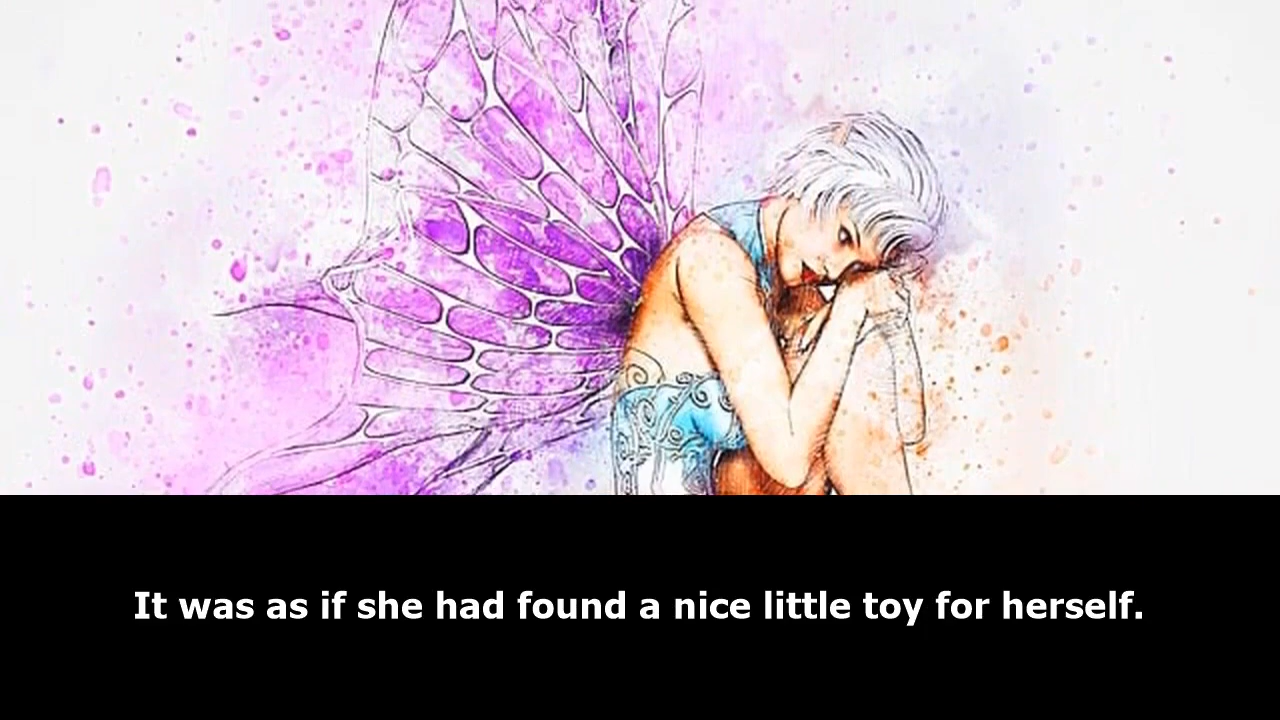 It was as if she had found a nice little toy for herself.